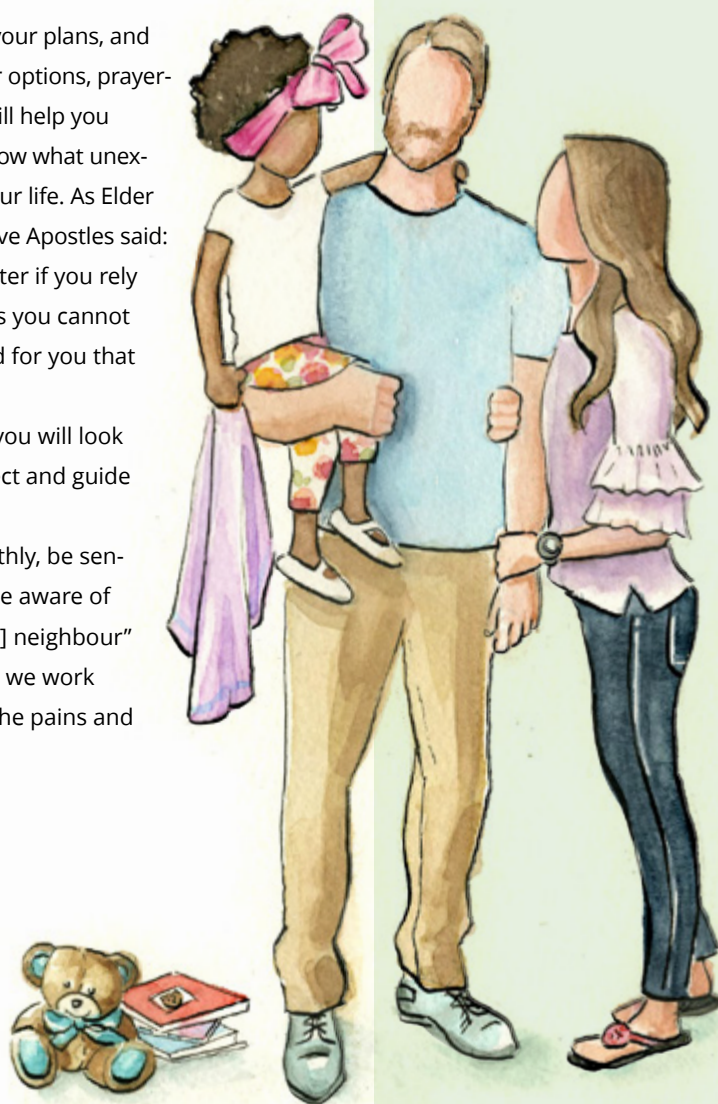 your plans, and
r options, prayer-
ill help you
ow what unex-
ur life. As Elder
ve Apostles said:
ter if you rely
s you cannot
d for you that
you will look
ect and guide
thly, be sen-
e aware of
] neighbour”
we work
he pains and